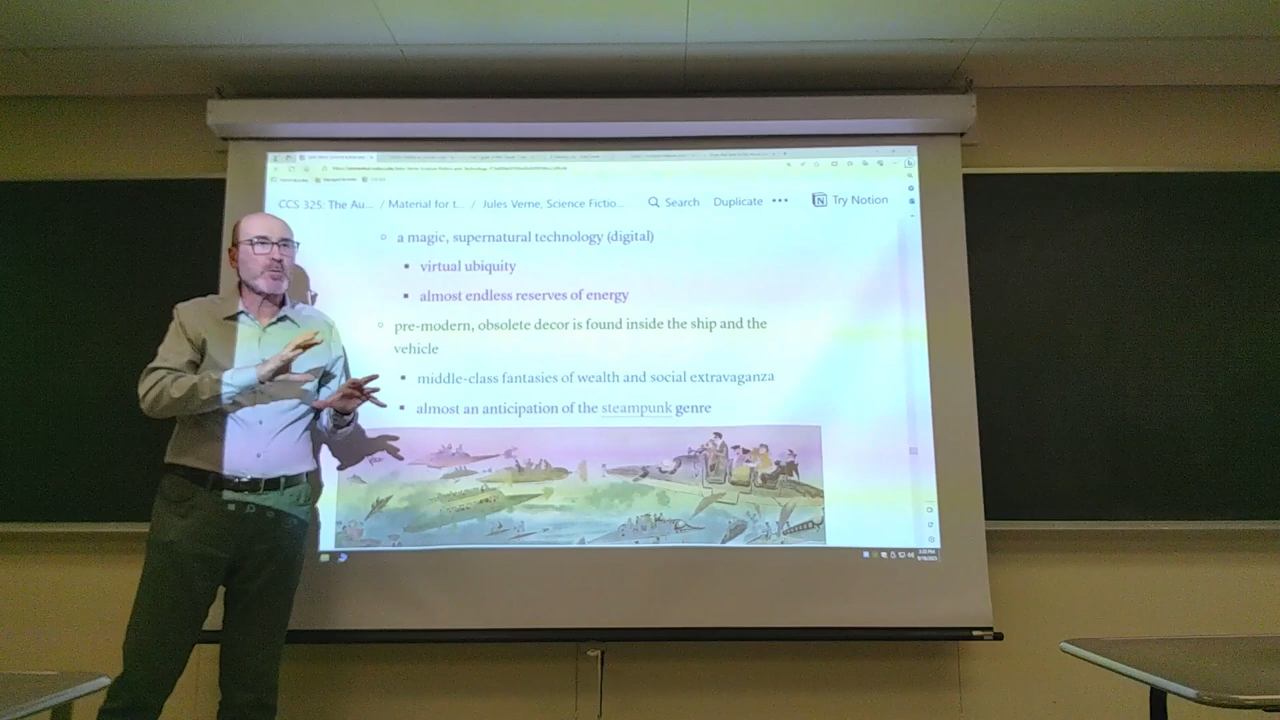 CCS 325: The Au... / Material for t... / Jules Verne, Science Fictio... Search Duplicate ••• Try Notion
a magic, supernatural technology (digital)
virtual ubiquity
almost endless reserves of energy
pre-modern, obsolete decor is found inside the ship and the
vehicle
middle-class fantasies of wealth and social extravaganza
almost an anticipation of the steampunk genre